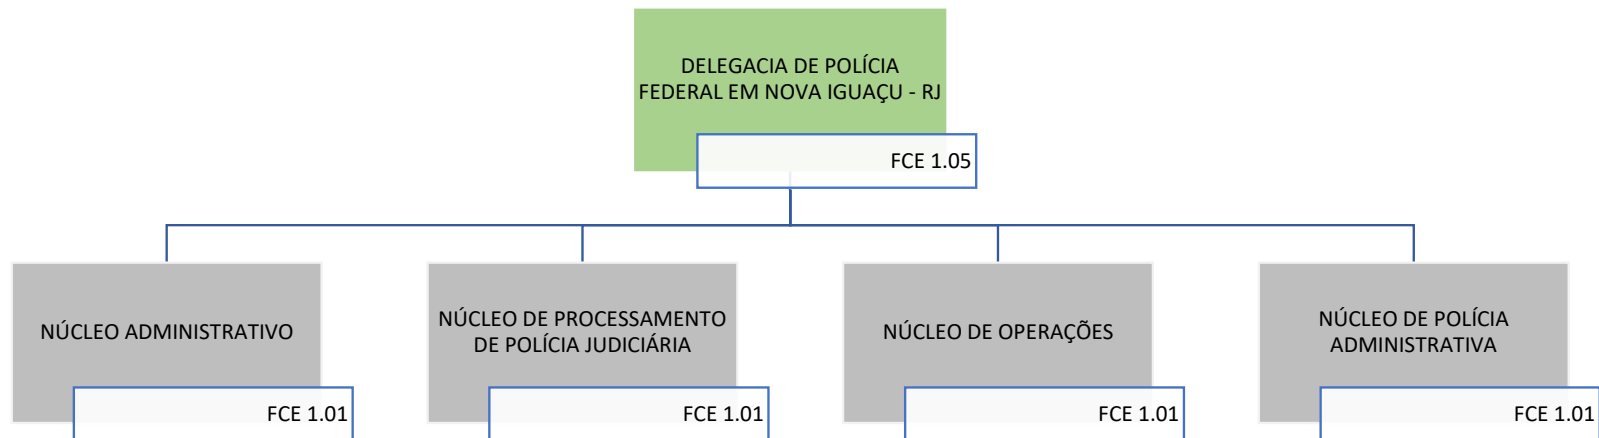 DELEGACIA DE POLÍCIA
FEDERAL EM NOVA IGUAÇU - RJ
FCE 1.05
NÚCLEO ADMINISTRATIVO
FCE 1.01
NÚCLEO DE PROCESSAMENTO
DE POLÍCIA JUDICIÁRIA
FCE 1.01
NÚCLEO DE OPERAÇÕES
FCE 1.01
NÚCLEO DE POLÍCIA
ADMINISTRATIVA
FCE 1.01